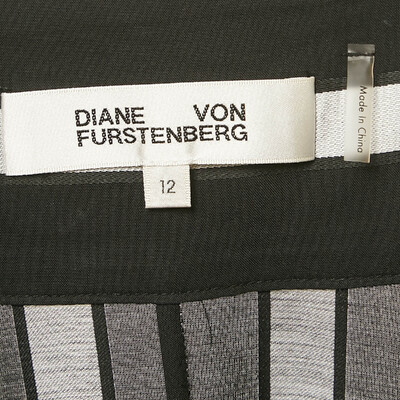 DIANE VON
FURSTENBERG
12
Made In China